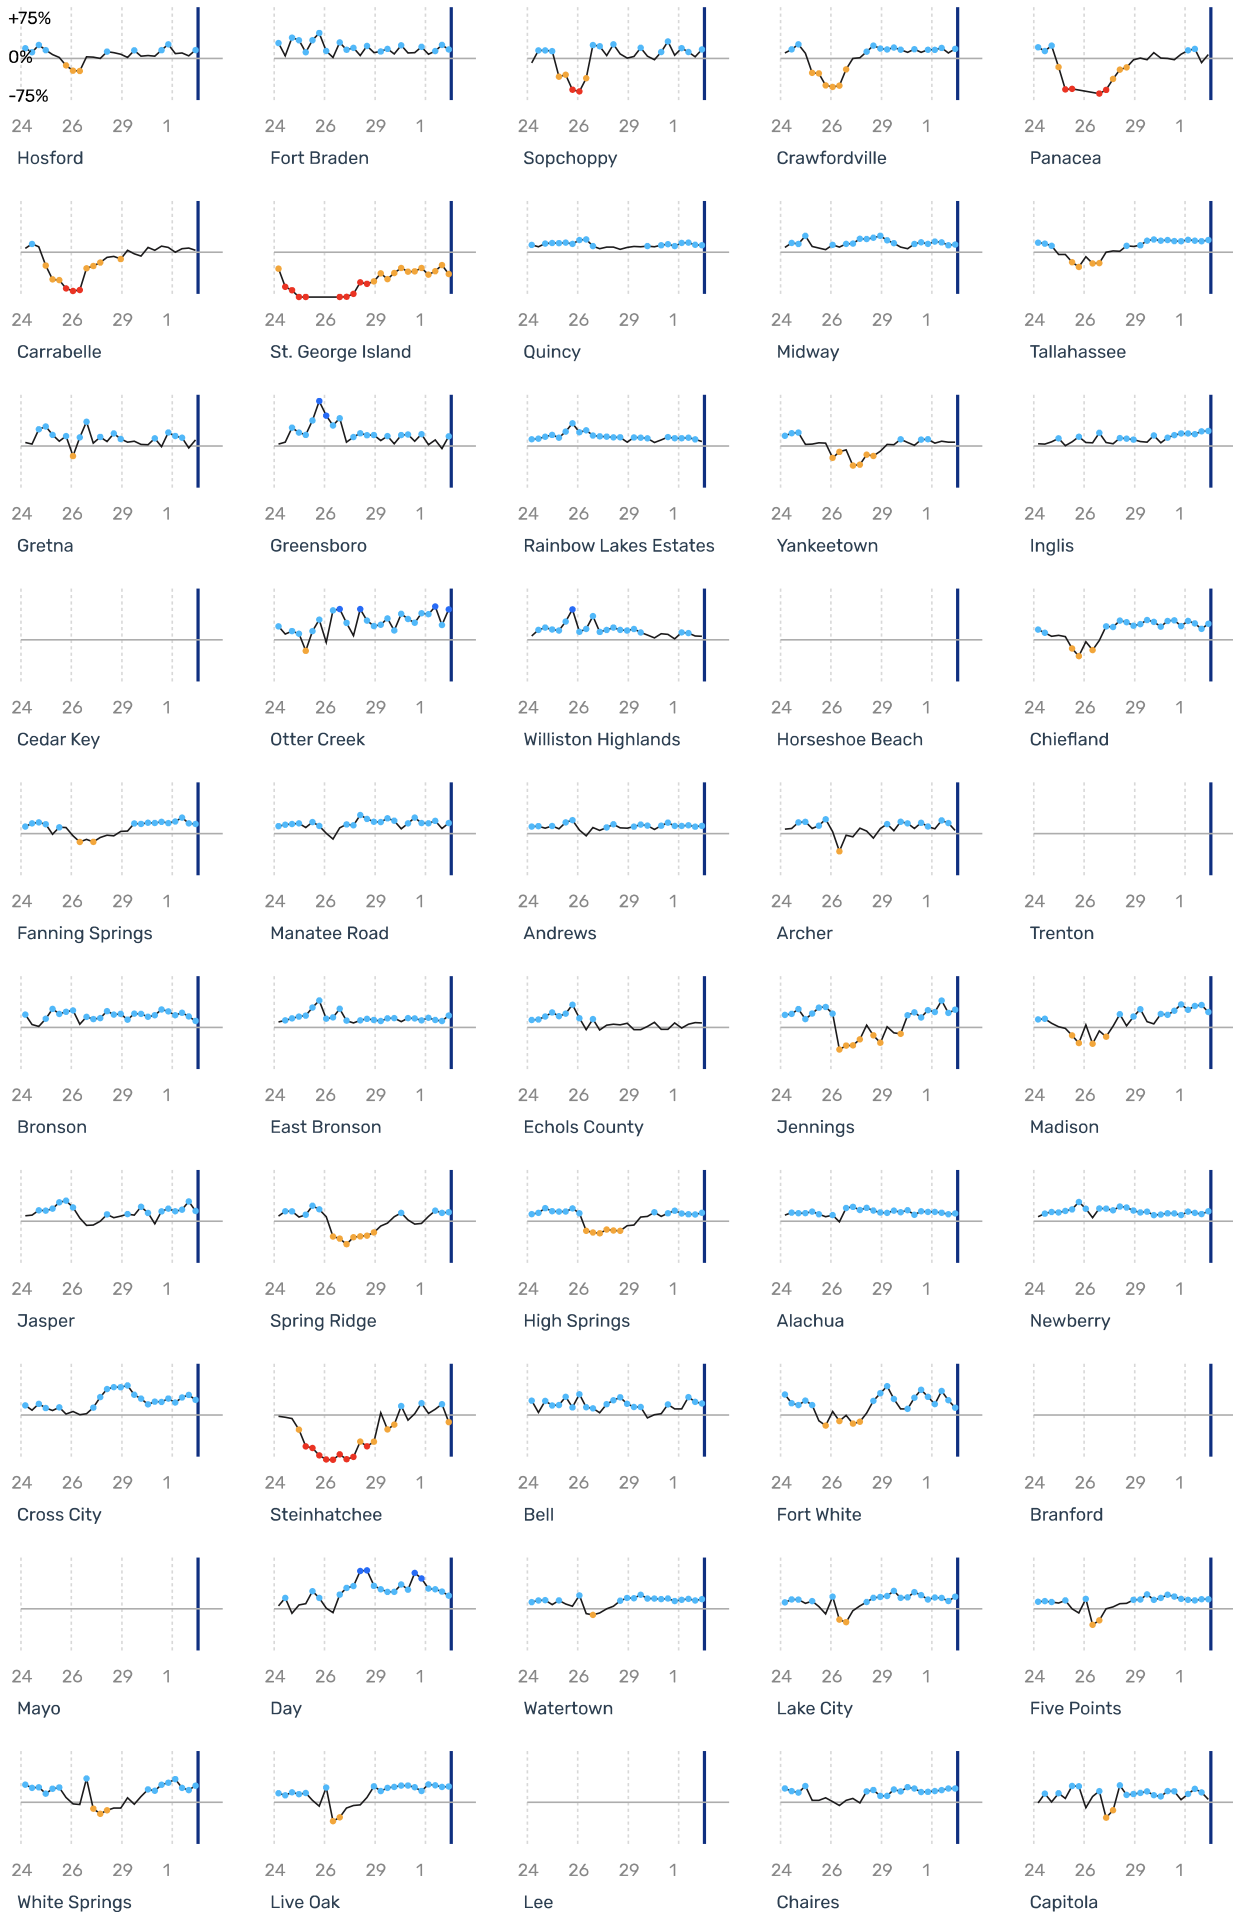 +75%
0%
-75%
24 26 29 1 24 26 29 1 24 26 29 1 24 26 29 1 24 26 29 1
Hosford Fort Braden Sopchoppy Crawfordville Panacea
24 26 29 1 24 26 29 1 24 26 29 1 24 26 29 1 24 26 29 1
Carrabelle St. George Island Quincy Midway Tallahassee
24 26 29 1 24 26 29 1 24 26 29 1 24 26 29 1 24 26 29 1
Gretna Greensboro Rainbow Lakes Estates Yankeetown Inglis
24 26 29 1 24 26 29 1 24 26 29 1 24 26 29 1 24 26 29 1
Cedar Key Otter Creek Williston Highlands Horseshoe Beach Chiefland
24 26 29 1 24 26 29 1 24 26 29 1 24 26 29 1 24 26 29 1
Fanning Springs Manatee Road Andrews Archer Trenton
24 26 29 1 24 26 29 1 24 26 29 1 24 26 29 1 24 26 29 1
Bronson East Bronson Echols County Jennings Madison
24 26 29 1 24 26 29 1 24 26 29 1 24 26 29 1 24 26 29 1
Jasper Spring Ridge High Springs Alachua Newberry
24 26 29 1 24 26 29 1 24 26 29 1 24 26 29 1 24 26 29 1
Cross City Steinhatchee Bell Fort White Branford
24 26 29 1 24 26 29 1 24 26 29 1 24 26 29 1 24 26 29 1
Mayo Day Watertown Lake City Five Points
24 26 29 1 24 26 29 1 24 26 29 1 24 26 29 1 24 26 29 1
White Springs Live Oak Lee Chaires Capitola